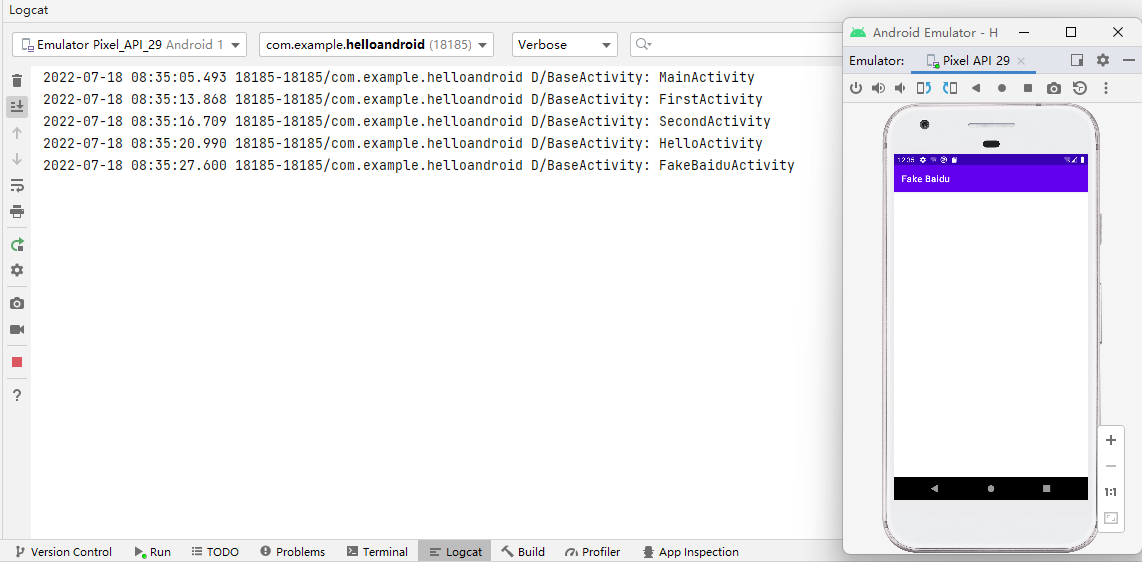 Logcat
Emulator Pixel_API_29 Android 1
com.example.helloandroid (18185)
Verbose
2022-07-18 08:35:05.493 18185-18185/com.example.helloandroid D/BaseActivity: MainActivity
2022-07-18 08:35:13.868 18185-18185/com.example.helloandroid D/BaseActivity: FirstActivity
2022-07-18 08:35:16.709 18185-18185/com.example.helloandroid D/BaseActivity: SecondActivity
2022-07-18 08:35:20.990 18185-18185/com.example.helloandroid D/BaseActivity: HelloActivity
2022-07-18 08:35:27.600 18185-18185/com.example.helloandroid D/BaseActivity: FakeBaiduActivity
?
Android Emulator - H
Emulator: Pixel API 29
Fake Baidu
1:1
Version Control Run TODO Problems Terminal Logcat Build Profiler App Inspection